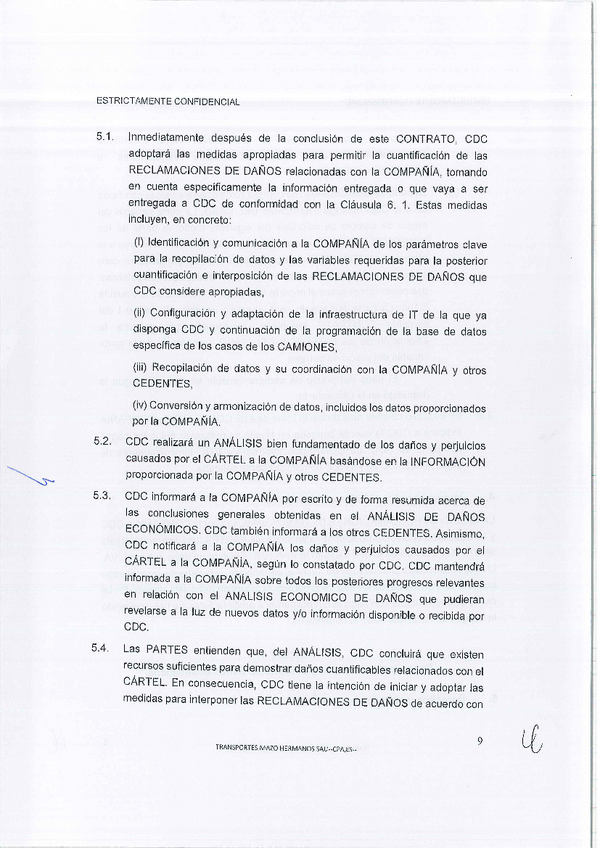 ESTRICTAMENTE CONFIDENCIAL
5.1. Inmediatamente después de la conclusión de este CONTRATO, CDC
adoptará las medidas apropiadas para permitir la cuantificación de las
RECLAMACIONES DE DAÑOS relacionadas con la COMPAÑÍA, tomando
en cuenta específicamente la información entregada o que vaya a ser
entregada a CDC de conformidad con la Cláusula 6. 1. Estas medidas
incluyen, en concreto:
(I) Identificación y comunicación a la COMPAÑÍA de los parámetros clave
para la recopilación de datos y las variables requeridas para la posterior
cuantificación e interposición de las RECLAMACIONES DE DAÑOS que
CDC considere apropiadas,
(ii) Configuración y adaptación de la infraestructura de IT de la que ya
disponga CDC y continuación de la programación de la base de datos
específica de los casos de los CAMIONES,
(iii) Recopilación de datos y su coordinación con la COMPAÑÍA y otros
CEDENTES,
(iv) Conversión y armonización de datos, incluidos los datos proporcionados
por la COMPAÑÍA.
5.2. CDC realizará un ANÁLISIS bien fundamentado de los daños y perjuicios
causados por el CÁRTEL a la COMPAÑÍA basándose en la INFORMACIÓN
proporcionada por la COMPAÑÍA y otros CEDENTES.
5.3. CDC informará a la COMPAÑÍA por escrito y de forma resumida acerca de
las conclusiones generales obtenidas en el ANÁLISIS DE DAÑOS
ECONÓMICOS. CDC también informará a los otros CEDENTES. Asimismo,
CDC notificará a la COMPAÑÍA los daños y perjuicios causados por el
CÁRTEL a la COMPAÑÍA, según lo constatado por CDC. CDC mantendrá
informada a la COMPAÑÍA sobre todos los posteriores progresos relevantes
en relación con el ANALISIS ECONOMICO DE DAÑOS que pudieran
revelarse a la luz de nuevos datos y/o información disponible o recibida por
CDC.
5.4. Las PARTES entienden que, del ANÁLISIS, CDC concluirá que existen
recursos suficientes para demostrar daños cuantificables relacionados con el
CÁRTEL. En consecuencia, CDC tiene la intención de iniciar y adoptar las
medidas para interponer las RECLAMACIONES DE DAÑOS de acuerdo con
9
TRANSPORTES MAZO HERMANOS SAU